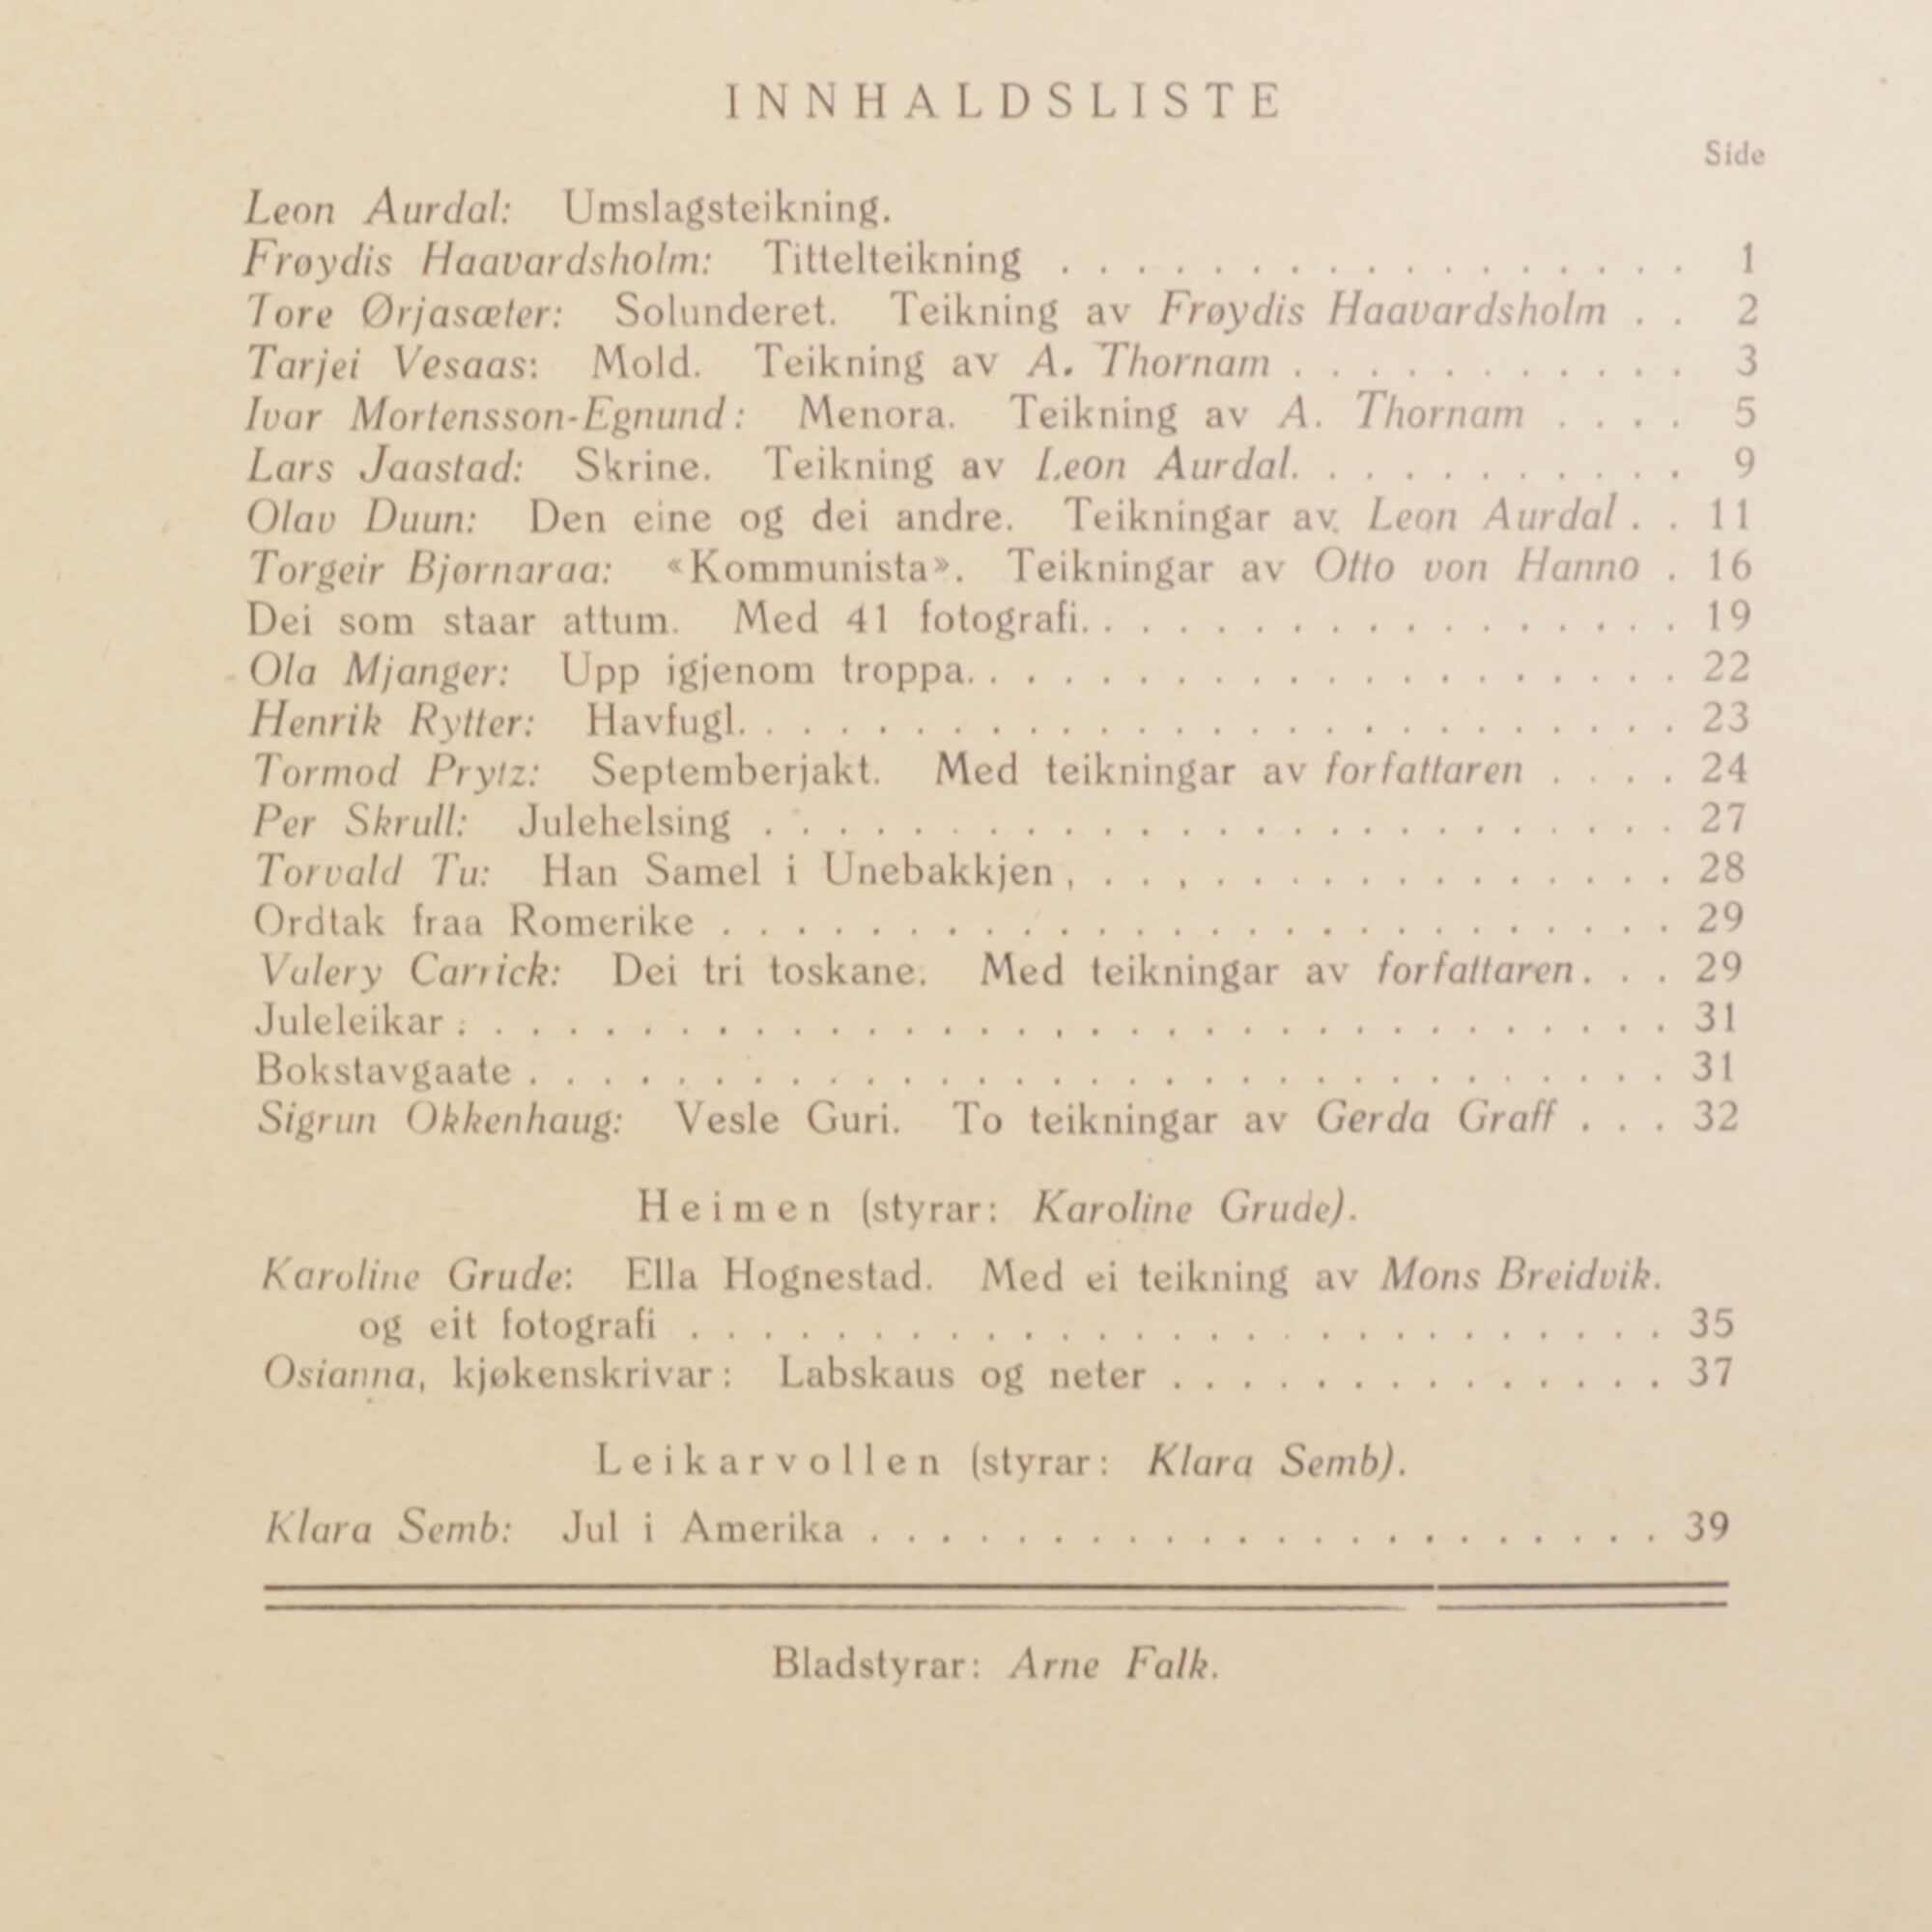 INNHALDSLISTE
Side
Leon Aurdal: Umslagsteikning.
Frøydis Haavardsholm: Tittelteikning . . . . . . . . . . . . . . . . . 1
Tore Ørjasæter: Solunderet. Teikning av Frøydis Haavardsholm . . 2
Tarjei Vesaas: Mold. Teikning av A. Thornam . . . . . . . . . . . 3
Ivar Mortensson-Egnund: Menora. Teikning av A. Thornam . . . . 5
Lars Jaastad: Skrine. Teikning av Leon Aurdal. . . . . . . . . . . 9
Olav Duun: Den eine og dei andre. Teikningar av Leon Aurdal . . 11
Torgeir Bjørnaraa: «Kommunista». Teikningar av Otto von Hanno . 16
Dei som staar attum. Med 41 fotografi. . . . . . . . . . . . . . . . . 19
Ola Mjanger: Upp igjenom troppa. . . . . . . . . . . . . . . . . . . . 22
Henrik Rytter: Havfugl. . . . . . . . . . . . . . . . . . . . . . . . . . 23
Tormod Prytz: Septemberjakt. Med teikningar av forfattaren . . . . 24
Per Skrull: Julehelsing . . . . . . . . . . . . . . . . . . . . . . . . . 27
Torvald Tu: Han Samel i Unebakkjen, . . . . . . . . . . . . . . . . 28
Ordtak fraa Romerike . . . . . . . . . . . . . . . . . . . . . . . . . . 29
Valery Carrick: Dei tri toskane. Med teikningar av forfattaren. . . 29
Juleleikar . . . . . . . . . . . . . . . . . . . . . . . . . . . . . . . . . 31
Bokstavgaate . . . . . . . . . . . . . . . . . . . . . . . . . . . . . . . 31
Sigrun Okkenhaug: Vesle Guri. To teikningar av Gerda Graff . . . 32
Heimen (styrar: Karoline Grude).
Karoline Grude: Ella Hognestad. Med ei teikning av Mons Breidvik.
og eit fotografi . . . . . . . . . . . . . . . . . . . . . . . . . . . 35
Osianna, kjøkenskrivar: Labskaus og neter . . . . . . . . . . . . . . 37
Leikarvollen (styrar: Klara Semb).
Klara Semb: Jul i Amerika . . . . . . . . . . . . . . . . . . . . . . 39
Bladstyrar: Arne Falk.